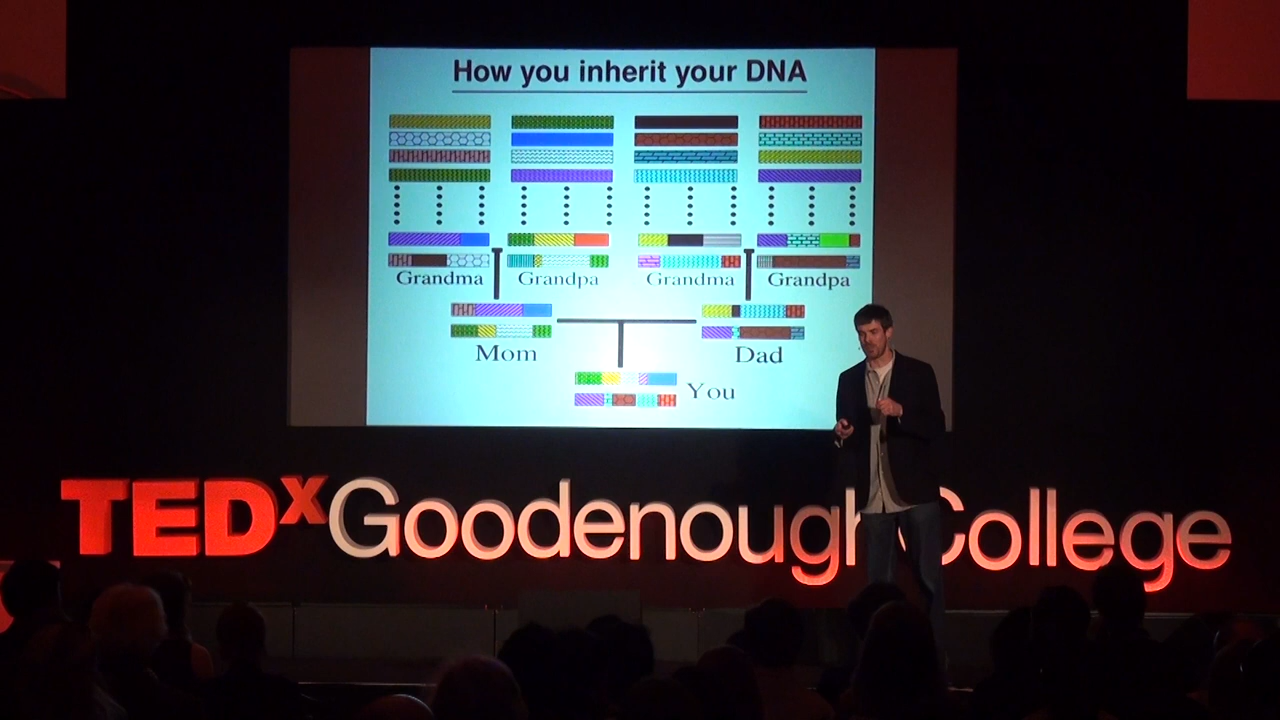 How you inherit your DNA
Grandma Grandpa Grandma Grandpa
Mom Dad
You
TEDxGoodenough College